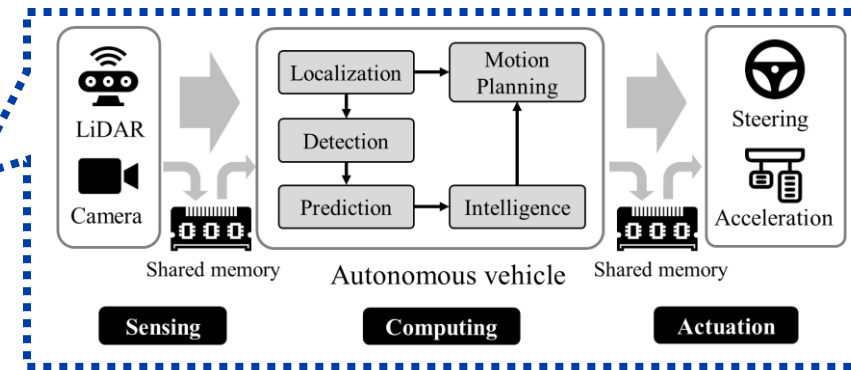 LiDAR
Camera
Shared memory
Localization
Detection
Prediction
Motion
Planning
Intelligence
Autonomous vehicle
Shared memory
Steering
Acceleration
Sensing
Computing
Actuation